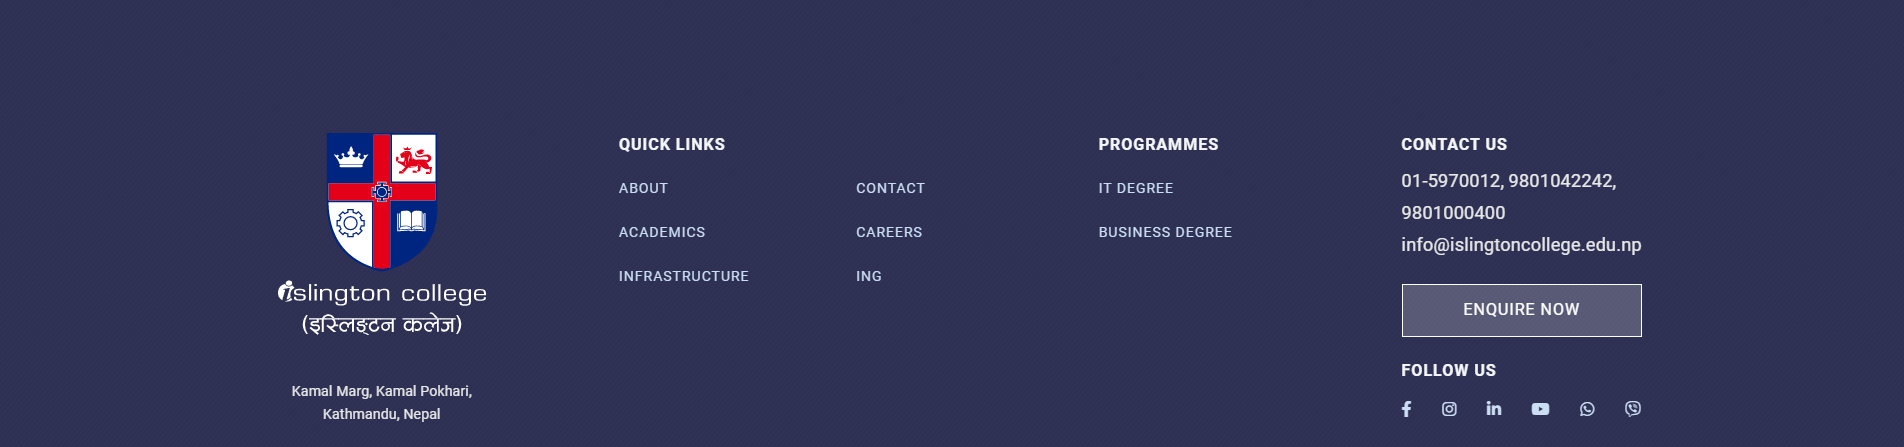 islington college
(इस्लिङ्टन कलेज)
Kamal Marg, Kamal Pokhari,
Kathmandu, Nepal
QUICK LINKS
ABOUT
ACADEMICS
INFRASTRUCTURE
CONTACT
CAREERS
ING
PROGRAMMES
IT DEGREE
BUSINESS DEGREE
CONTACT US
01-5970012, 9801042242,
9801000400
info@islingtoncollege.edu.np
ENQUIRE NOW
FOLLOW US